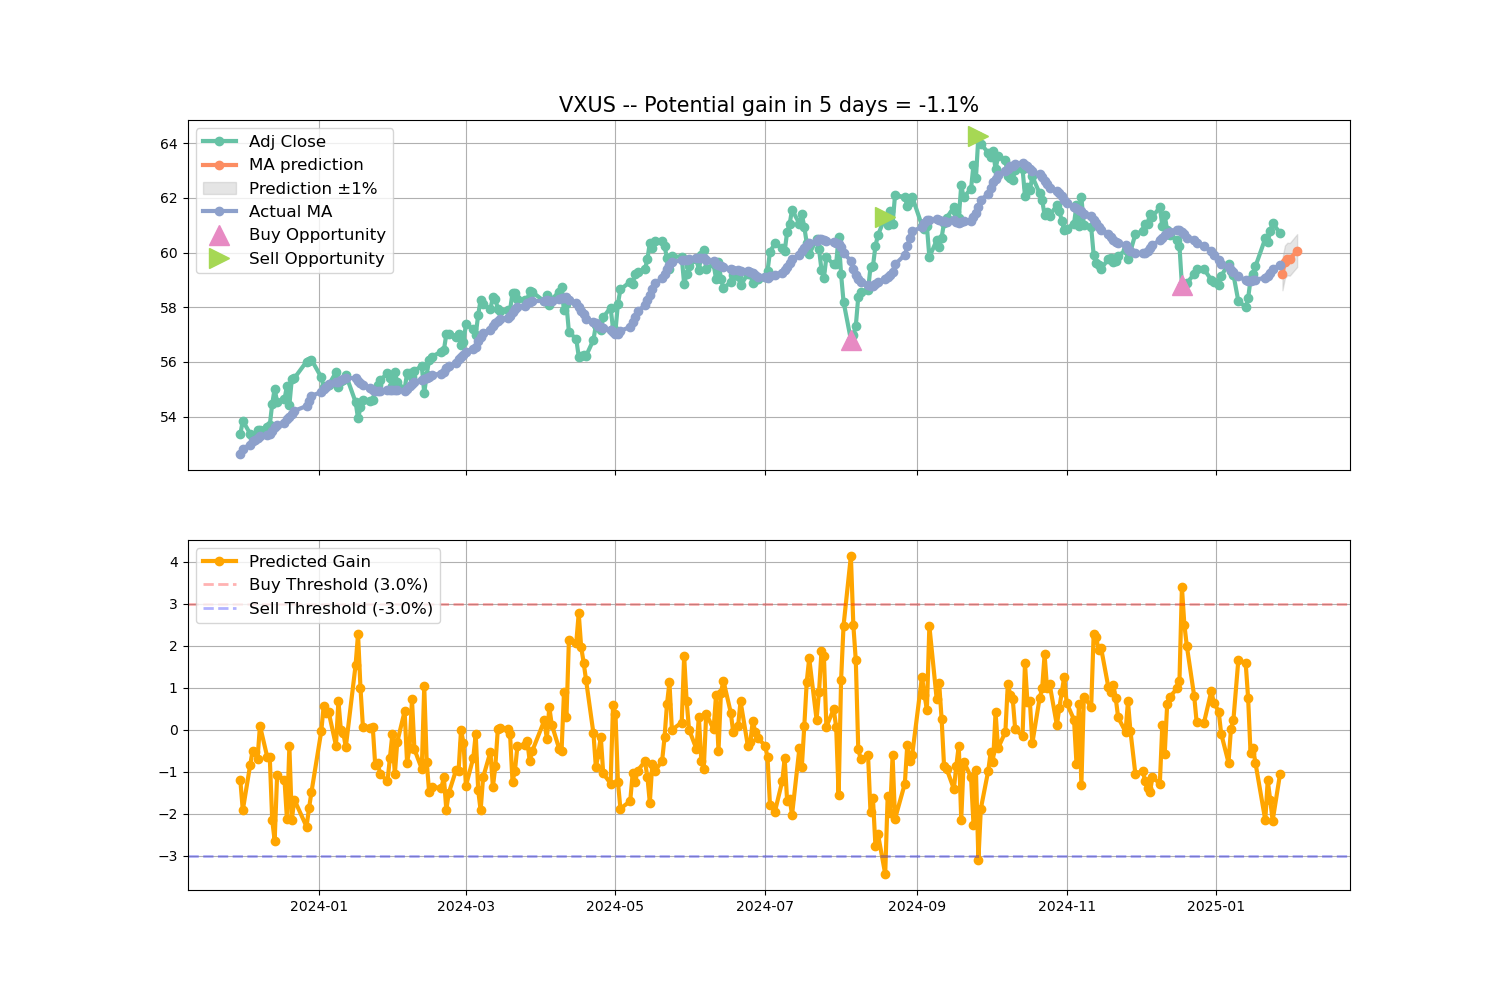 VXUS -- Potential gain in 5 days = -1.1%
Adj Close
MA prediction
Prediction ±1%
Actual MA
Buy Opportunity
Sell Opportunity
64
62
60
58
56
54
Predicted Gain
Buy Threshold (3.0%)
Sell Threshold (-3.0%)
4
3
2
1
0
−1
−2
−3
2024-01 2024-03 2024-05 2024-07 2024-09 2024-11 2025-01